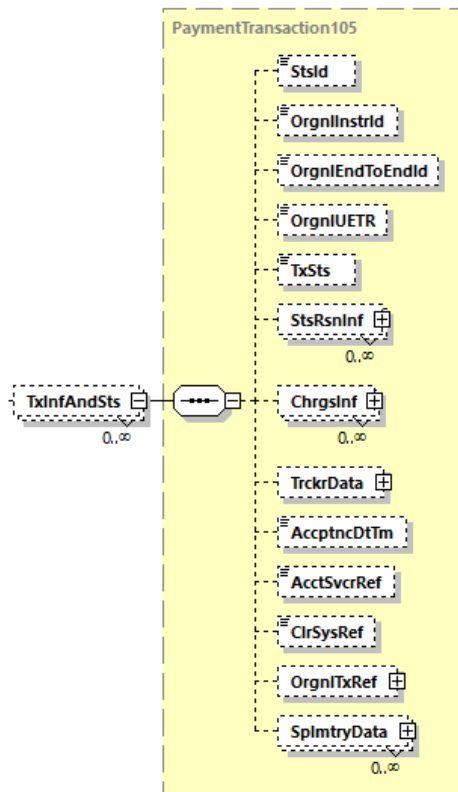 PaymentTransaction105
StsId
OrgnlInstrId
OrgnlEndToEndId
OrgnlUETR
TxSts
StsRsnInf
0..∞
TxInfAndSts
0..∞
ChrgsInf
0..∞
TrckrData
AccptncDtTm
AcctSvcrRef
ClrSysRef
OrgnlTxRef
SplmtryData
0..∞